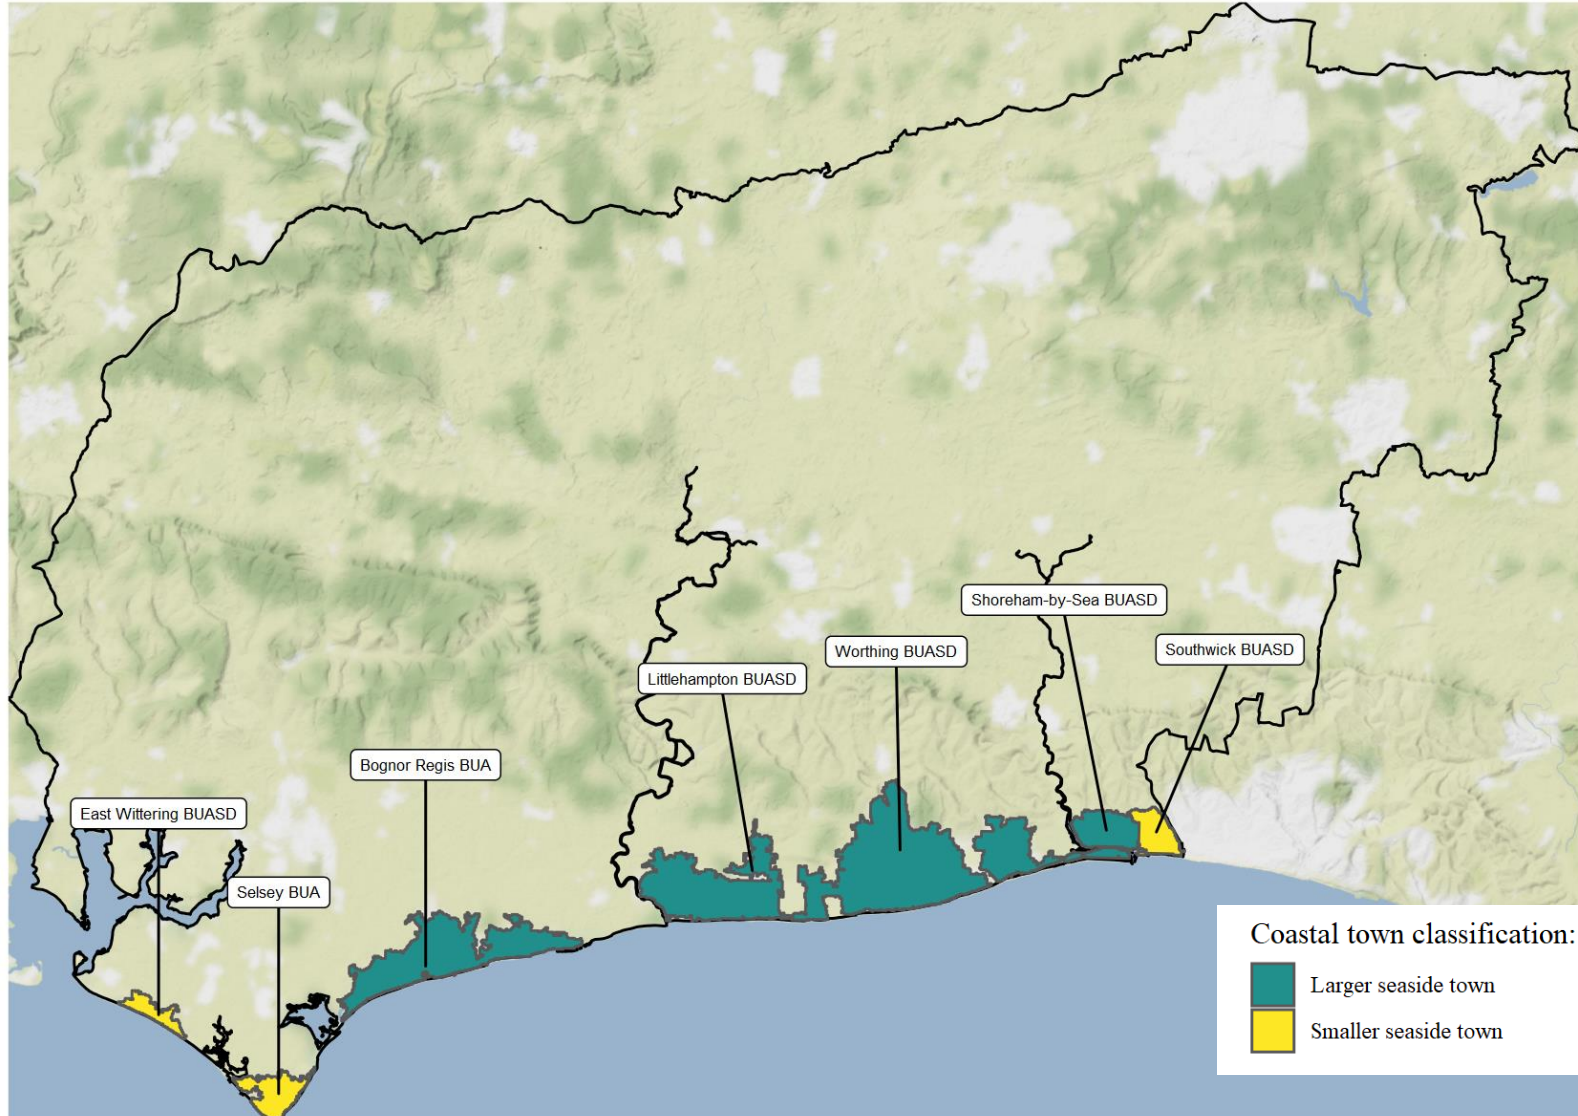 Shoreham-by-Sea BUASD
Worthing BUASD
Southwick BUASD
Littlehampton BUASD
Bognor Regis BUA
East Wittering BUASD
Selsey BUA
Coastal town classification:
Larger seaside town
Smaller seaside town